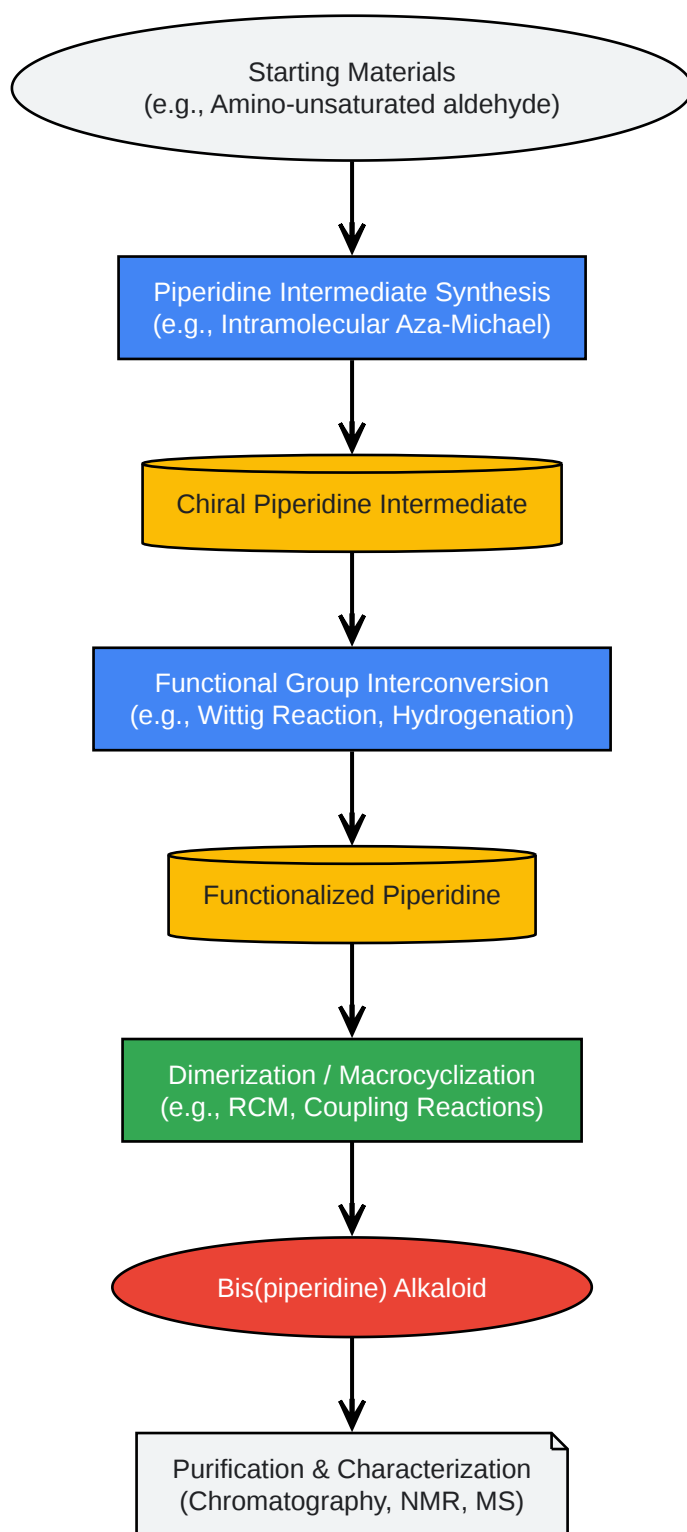 Starting Materials
(e.g., Amino-unsaturated aldehyde)
Piperidine Intermediate Synthesis
(e.g., Intramolecular Aza-Michael)
Chiral Piperidine Intermediate
Functional Group Interconversion
(e.g., Wittig Reaction, Hydrogenation)
Functionalized Piperidine
Dimerization / Macrocyclization
(e.g., RCM, Coupling Reactions)
Bis(piperidine) Alkaloid
Purification & Characterization
(Chromatography, NMR, MS)